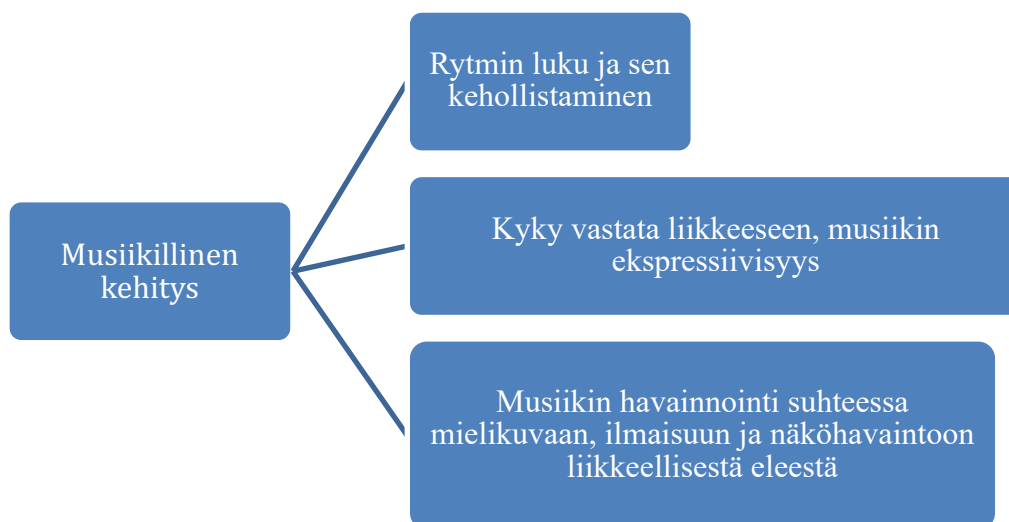 Rytmin luku ja sen
kehollistaminen
Musiikillinen
kehitys
Kyky vastata liikkeeseen, musiikin
ekspressiivisyys
Musiikin havainnointi suhteessa
mielikuvaan, ilmaisuun ja näköhavaintoon
liikkeellisestä eleestä